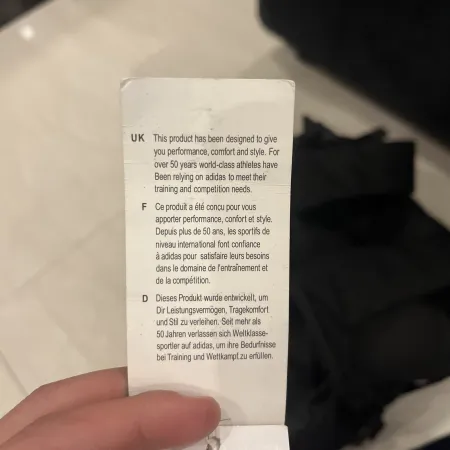 UK This product has been designed to give
you performance, comfort and style. For
over 50 years world-class athletes have
Been relying on adidas to meet their
training and competition needs.
F Ce produit a été conçu pour vous
apporter performance, confort et style.
Depuis plus de 50 ans, les sportifs de
niveau international font confiance
à adidas pour satisfaire leurs besoins
dans le domaine de l'entraînement et
de la compétition.
D Dieses Produkt wurde entwickelt, um
Dir Leistungsvermögen, Tragekomfort
und Stil zu verleihen. Seit mehr als
50 Jahren verlassen sich Weltklasse-
sportler auf adidas, um ihre Bedurfnisse
bei Training und Wettkampf zu erfüllen.